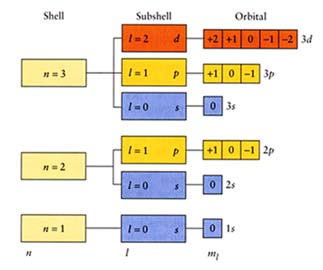 Shell Subshell Orbital
l = 2 d +2 +1 0 −1 −2 3d
n = 3 l = 1 p +1 0 −1 3p
l = 0 s 0 3s
l = 1 p +1 0 −1 2p
n = 2
l = 0 s 0 2s
n = 1 l = 0 s 0 1s
n l ml